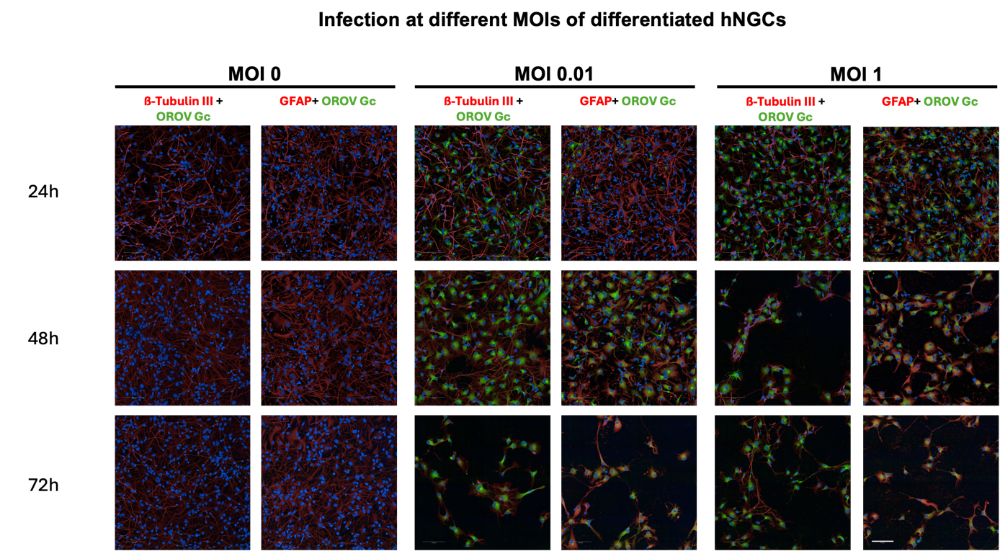 Infection at different MOIs of differentiated hNGCs
MOI 0
MOI 0.01
MOI 1
ß-Tubulin III +
OROV Gc
GFAP+ OROV Gc
ß-Tubulin III +
OROV Gc
GFAP+ OROV Gc
ß-Tubulin III +
OROV Gc
GFAP+ OROV Gc
24h
48h
72h